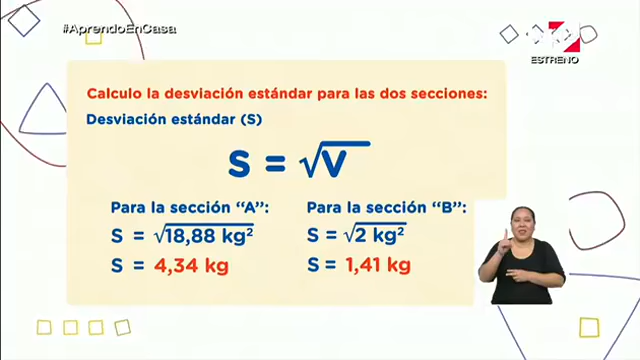 #AprendoEnCasa
ESTRENO
Calculo la desviación estándar para las dos secciones:
Desviación estándar (S)
S = √V
Para la sección “A”:
S = √18,88 kg²
S = 4,34 kg
Para la sección “B”:
S = √2 kg²
S = 1,41 kg